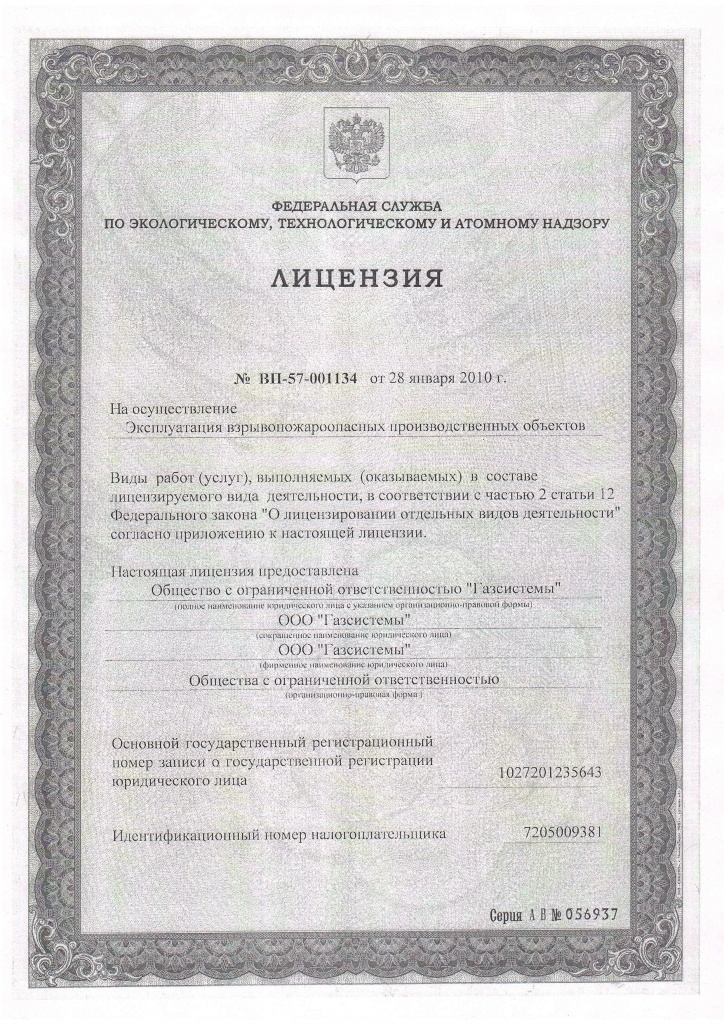 ФЕДЕРАЛЬНАЯ СЛУЖБА
ПО ЭКОЛОГИЧЕСКОМУ, ТЕХНОЛОГИЧЕСКОМУ И АТОМНОМУ НАДЗОРУ
ЛИЦЕНЗИЯ
№ ВП-57-001134 от 28 января 2010 г.
На осуществление
Эксплуатация взрывопожароопасных производственных объектов
Виды работ (услуг), выполняемых (оказываемых) в составе
лицензируемого вида деятельности, в соответствии с частью 2 статьи 12
Федерального закона "О лицензировании отдельных видов деятельности"
согласно приложению к настоящей лицензии.
Настоящая лицензия предоставлена
Общество с ограниченной ответственностью "Газсистемы"
(полное наименование юридического лица с указанием организационно-правовой формы)
ООО "Газсистемы"
(сокращенное наименование юридического лица)
ООО "Газсистемы"
(фирменное наименование юридического лица)
Общества с ограниченной ответственностью
(организационно-правовая форма )
Основной государственный регистрационный
номер записи о государственной регистрации
юридического лица
1027201235643
Идентификационный номер налогоплательщика 7205009381
Серия А В № 056937